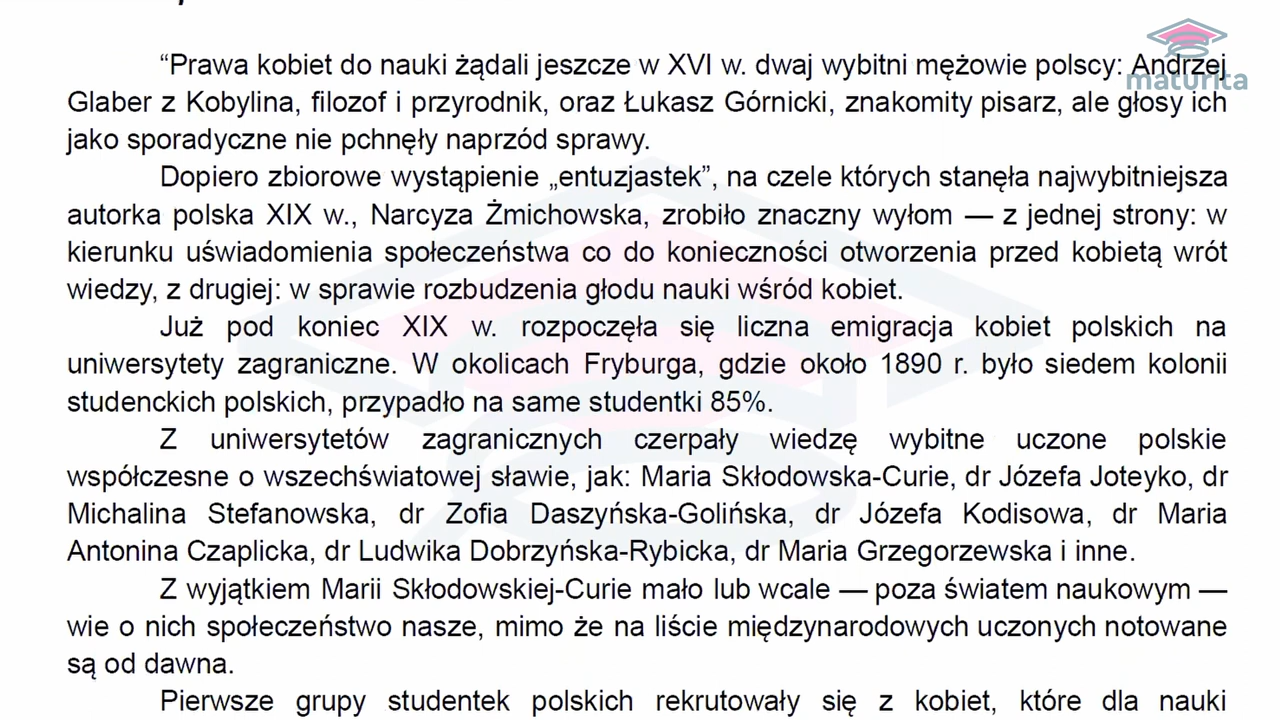 maturita
“Prawa kobiet do nauki żądali jeszcze w XVI w. dwaj wybitni mężowie polscy: Andrzej
Glaber z Kobylina, filozof i przyrodnik, oraz Łukasz Górnicki, znakomity pisarz, ale głosy ich
jako sporadyczne nie pchnęły naprzód sprawy.
Dopiero zbiorowe wystąpienie „entuzjastek”, na czele których stanęła najwybitniejsza
autorka polska XIX w., Narcyza Żmichowska, zrobiło znaczny wyłom — z jednej strony: w
kierunku uświadomienia społeczeństwa co do konieczności otworzenia przed kobietą wrót
wiedzy, z drugiej: w sprawie rozbudzenia głodu nauki wśród kobiet.
Już pod koniec XIX w. rozpoczęła się liczna emigracja kobiet polskich na
uniwersytety zagraniczne. W okolicach Fryburga, gdzie około 1890 r. było siedem kolonii
studenckich polskich, przypadło na same studentki 85%.
Z uniwersytetów zagranicznych czerpały wiedzę wybitne uczone polskie
współczesne o wszechświatowej sławie, jak: Maria Skłodowska-Curie, dr Józefa Joteyko, dr
Michalina Stefanowska, dr Zofia Daszyńska-Golińska, dr Józefa Kodisowa, dr Maria
Antonina Czaplicka, dr Ludwika Dobrzyńska-Rybicka, dr Maria Grzegorzewska i inne.
Z wyjątkiem Marii Skłodowskiej-Curie mało lub wcale — poza światem naukowym —
wie o nich społeczeństwo nasze, mimo że na liście międzynarodowych uczonych notowane
są od dawna.
Pierwsze grupy studentek polskich rekrutowały się z kobiet, które dla nauki